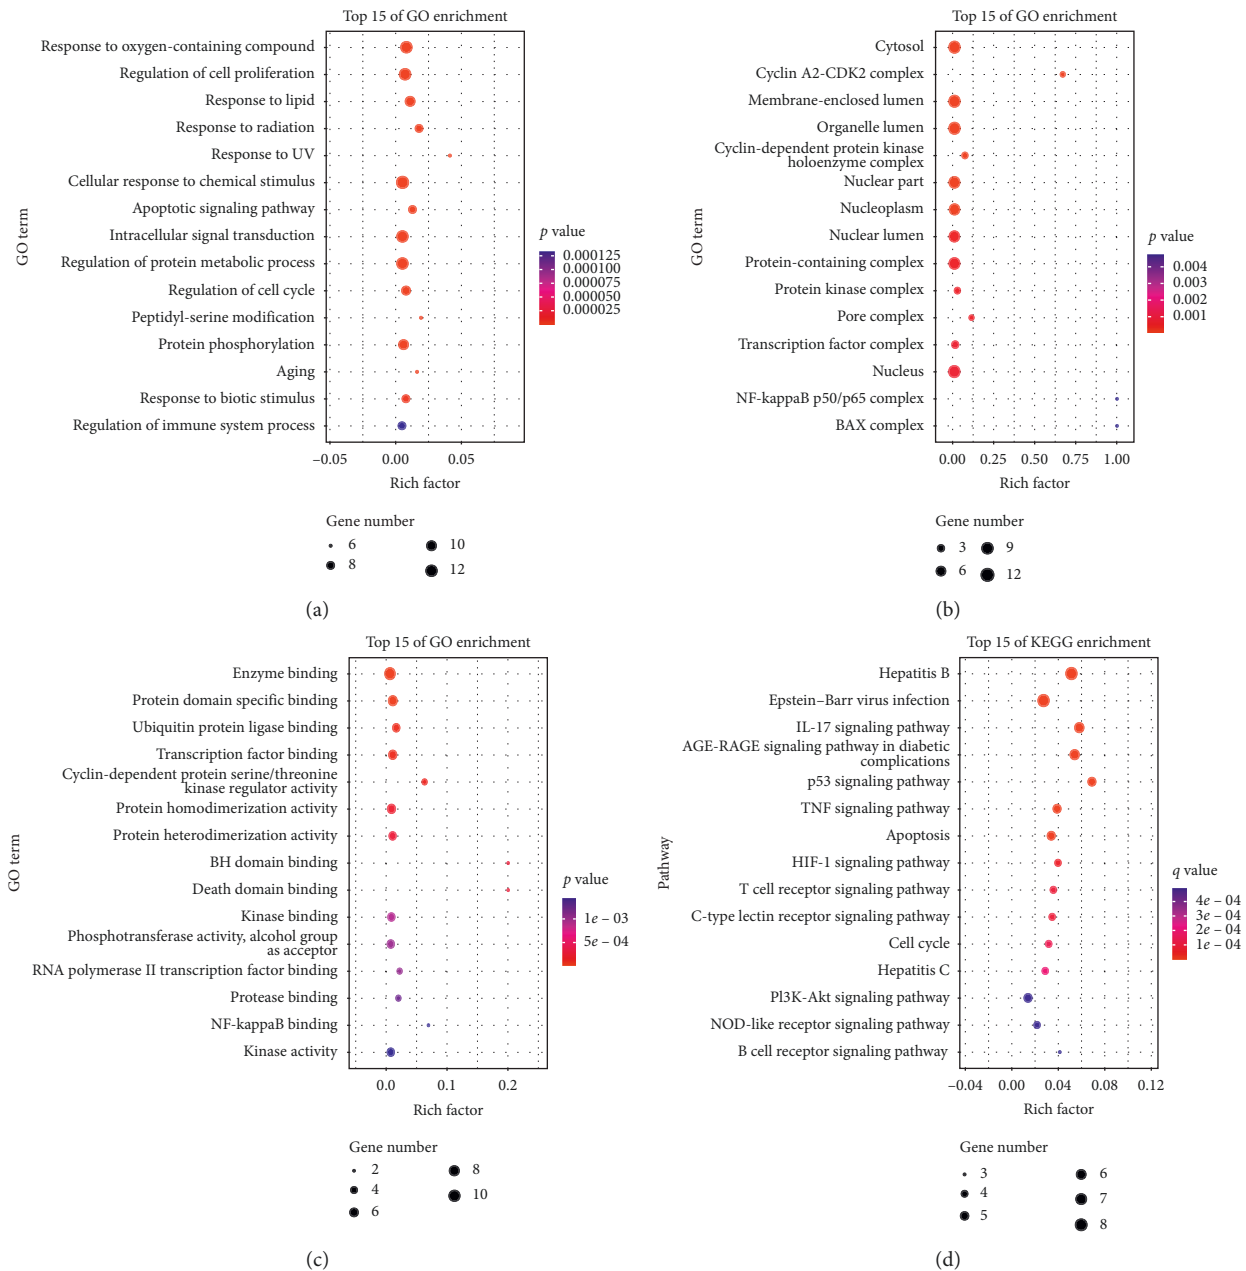 Top 15 of GO enrichment
GO term
Response to oxygen-containing compound
Regulation of cell proliferation
Response to lipid
Response to radiation
Response to UV
Cellular response to chemical stimulus
Apoptotic signaling pathway
Intracellular signal transduction
Regulation of protein metabolic process
Regulation of cell cycle
Peptidyl-serine modification
Protein phosphorylation
Aging
Response to biotic stimulus
Regulation of immune system process
−0.05 0.00 0.05
Rich factor
p value
0.000125
0.000100
0.000075
0.000050
0.000025
Gene number
6 10
8 12
(a)
Top 15 of GO enrichment
GO term
Cytosol
Cyclin A2-CDK2 complex
Membrane-enclosed lumen
Organelle lumen
Cyclin-dependent protein kinase
holoenzyme complex
Nuclear part
Nucleoplasm
Nuclear lumen
Protein-containing complex
Protein kinase complex
Pore complex
Transcription factor complex
Nucleus
NF-kappaB p50/p65 complex
BAX complex
0.00 0.25 0.50 0.75 1.00
Rich factor
p value
0.004
0.003
0.002
0.001
Gene number
3 9
6 12
(b)
Top 15 of GO enrichment
GO term
Enzyme binding
Protein domain specific binding
Ubiquitin protein ligase binding
Transcription factor binding
Cyclin-dependent protein serine/threonine
kinase regulator activity
Protein homodimerization activity
Protein heterodimerization activity
BH domain binding
Death domain binding
Kinase binding
Phosphotransferase activity, alcohol group
as acceptor
RNA polymerase II transcription factor binding
Protease binding
NF-kappaB binding
Kinase activity
0.0 0.1 0.2
Rich factor
p value
1e − 03
5e − 04
Gene number
2 8
4 10
6
(c)
Top 15 of KEGG enrichment
Pathway
Hepatitis B
Epstein–Barr virus infection
IL-17 signaling pathway
AGE-RAGE signaling pathway in diabetic
complications
p53 signaling pathway
TNF signaling pathway
Apoptosis
HIF-1 signaling pathway
T cell receptor signaling pathway
C-type lectin receptor signaling pathway
Cell cycle
Hepatitis C
Pl3K-Akt signaling pathway
NOD-like receptor signaling pathway
B cell receptor signaling pathway
−0.04 0.00 0.04 0.08 0.12
Rich factor
q value
4e − 04
3e − 04
2e − 04
1e − 04
Gene number
3 6
4 7
5 8
(d)